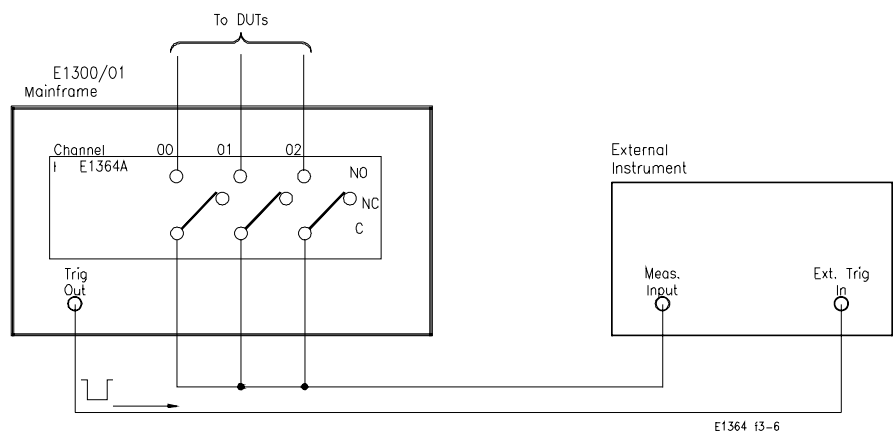 To DUTs
E1300/01
Mainframe
Channel 00 01 02
E1364A
NO
NC
C
Trig
Out
External
Instrument
Meas.
Input
Ext. Trig
In
E1364 f3-6